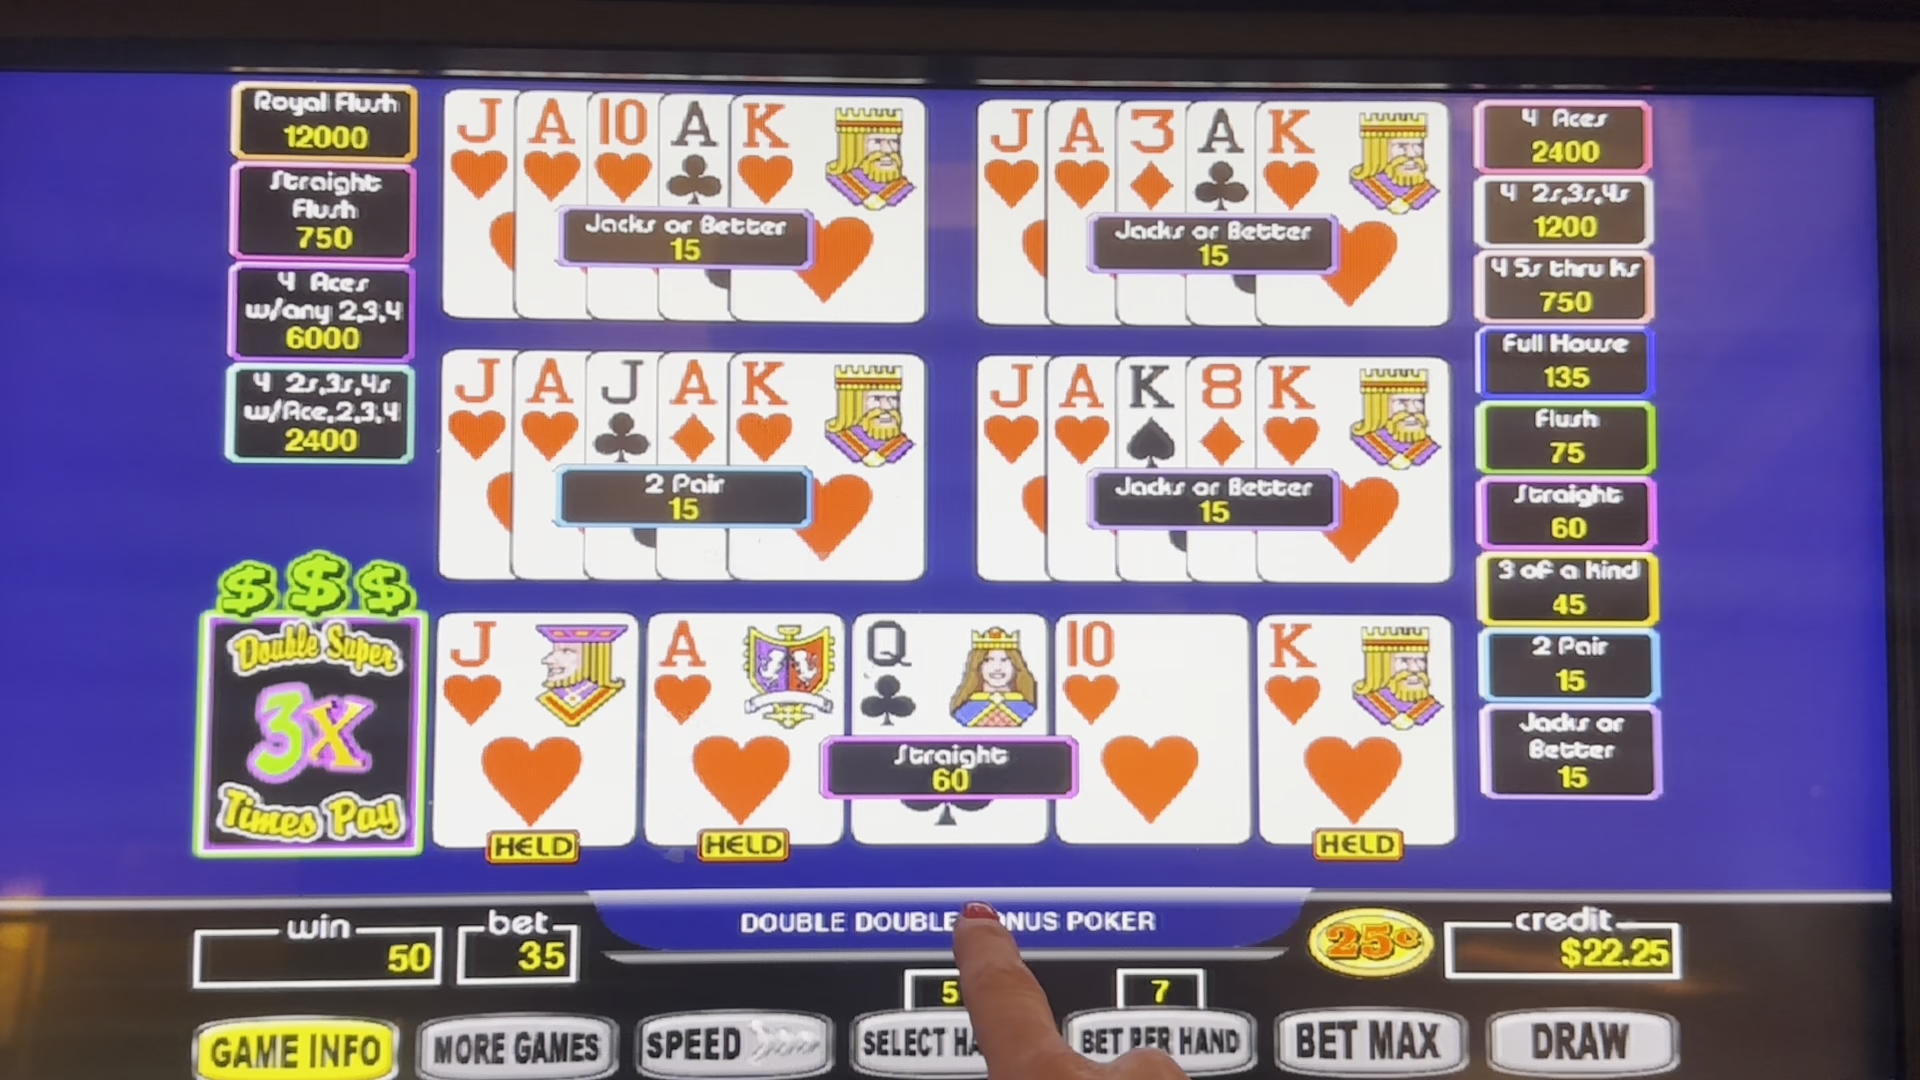 Royal Flush
12000
Straight
Flush
750
4 Aces
w/any 2,3,4
6000
4 2s,3s,4s
w/Ace,2,3,4
2400
$ $ $
Double Super
3X
Times Pay
J A 10 A K
Jacks or Better
15
J A 3 A K
Jacks or Better
15
J A J A K
2 Pair
15
J A K 8 K
Jacks or Better
15
J A Q 10 K
Straight
60
HELD HELD HELD
4 Aces
2400
4 2s,3s,4s
1200
4 5s thru Ks
750
Full House
135
Flush
75
Straight
60
3 of a Kind
45
2 Pair
15
Jacks or
Better
15
win
50
bet
35
DOUBLE DOUBLE POKER
25¢
credit
$22.25
5
7
GAME INFO
MORE GAMES
SPEED
SELECT
BET PER HAND
BET MAX
DRAW